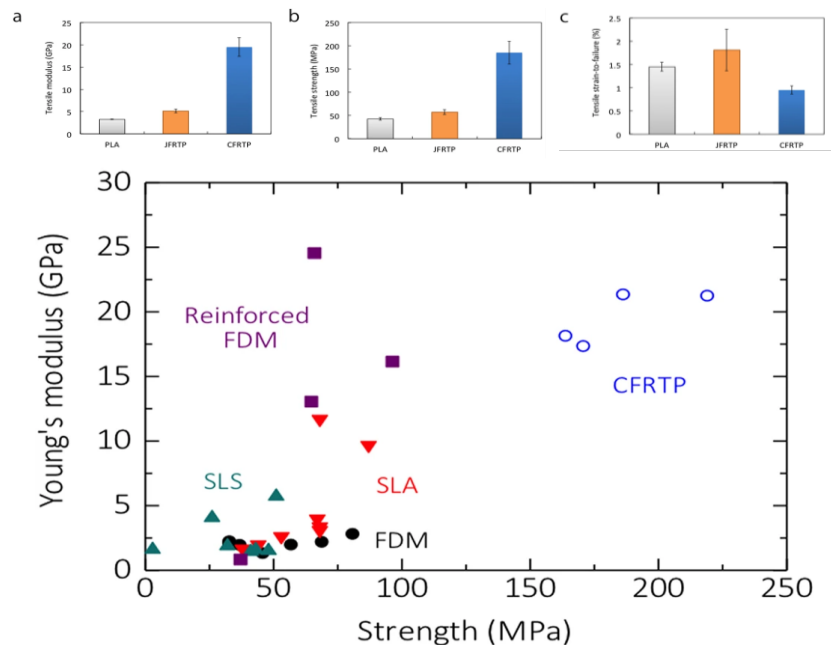 a
b
c
Tensile modulus (GPa)
25
20
15
10
5
0
PLA
JFRTP
CFRTP
Tensile strength (MPa)
250
200
150
100
50
0
PLA
JFRTP
CFRTP
Tensile strain-to-failure (%)
2.5
2
1.5
1
0.5
0
PLA
JFRTP
CFRTP
Young's modulus (GPa)
30
25
20
15
10
5
0
Reinforced
FDM
CFRTP
SLS
SLA
FDM
0
50
100
150
200
250
Strength (MPa)